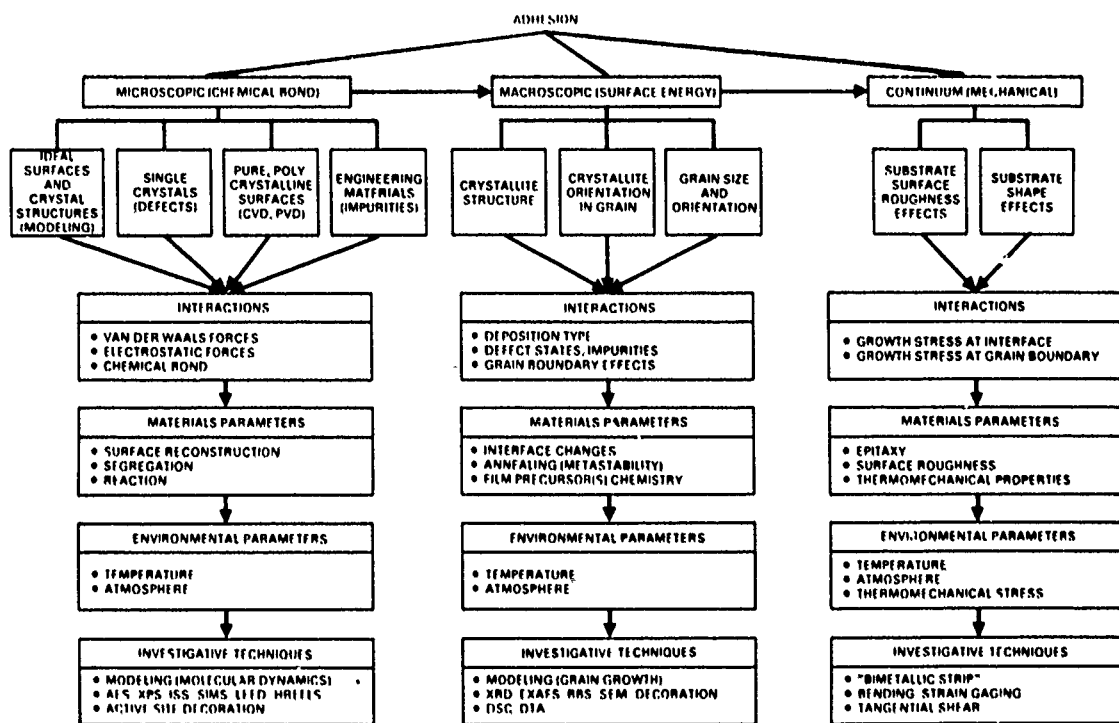 ADHESION
MICROSCOPIC (CHEMICAL BOND)
MACROSCOPIC (SURFACE ENERGY)
CONTINUUM (MECHANICAL)
IDEAL
SURFACES
AND
CRYSTAL
STRUCTURES
(MODELING)
SINGLE
CRYSTALS
(DEFECTS)
PURE, POLY
CRYSTALLINE
SURFACES
(CVD, PVD)
ENGINEERING
MATERIALS
(IMPURITIES)
CRYSTALLITE
STRUCTURE
CRYSTALLITE
ORIENTATION
IN GRAIN
GRAIN SIZE
AND
ORIENTATION
SUBSTRATE
SURFACE
ROUGHNESS
EFFECTS
SUBSTRATE
SHAPE
EFFECTS
INTERACTIONS
• VAN DER WAALS FORCES
• ELECTROSTATIC FORCES
• CHEMICAL BOND
MATERIALS PARAMETERS
• SURFACE RECONSTRUCTION
• SEGREGATION
• REACTION
ENVIRONMENTAL PARAMETERS
• TEMPERATURE
• ATMOSPHERE
INVESTIGATIVE TECHNIQUES
• MODELING (MOLECULAR DYNAMICS)
• AES XPS ISS SIMS LEED HREELS
• ACTIVE SITE DECORATION
INTERACTIONS
• DEPOSITION TYPE
• DEFECT STATES, IMPURITIES
• GRAIN BOUNDARY EFFECTS
MATERIALS PARAMETERS
• INTERFACE CHANGES
• ANNEALING (METASTABILITY)
• FILM PRECURSOR(S) CHEMISTRY
ENVIRONMENTAL PARAMETERS
• TEMPERATURE
• ATMOSPHERE
INVESTIGATIVE TECHNIQUES
• MODELING (GRAIN GROWTH)
• XRD EXAFS RBS SEM DECORATION
• DSC DTA
INTERACTIONS
• GROWTH STRESS AT INTERFACE
• GROWTH STRESS AT GRAIN BOUNDARY
MATERIALS PARAMETERS
• EPITAXY
• SURFACE ROUGHNESS
• THERMOMECHANICAL PROPERTIES
ENVIRONMENTAL PARAMETERS
• TEMPERATURE
• ATMOSPHERE
• THERMOMECHANICAL STRESS
INVESTIGATIVE TECHNIQUES
• "BIMETALLIC STRIP"
• BENDING STRAIN GAGING
• TANGENTIAL SHEAR